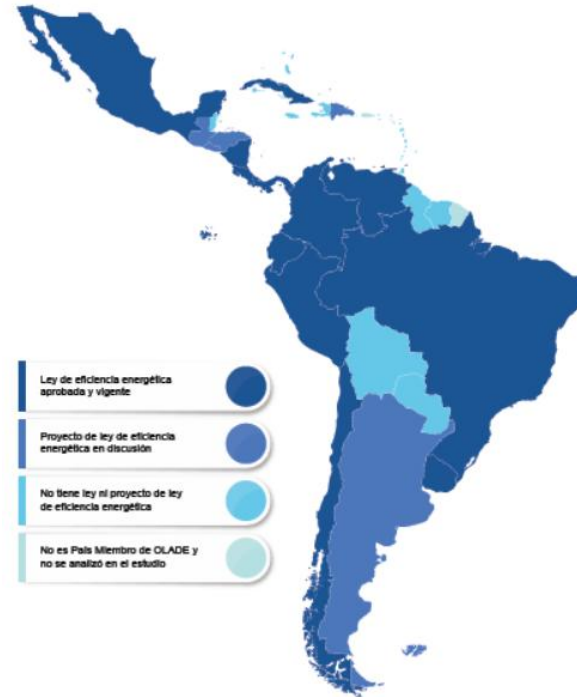 Ley de eficiencia energética
aprobada y vigente
Proyecto de ley de eficiencia
energética en discusión
No tiene ley ni proyecto de ley
de eficiencia energética
No es País Miembro de OLADE y
no se analizó en el estudio